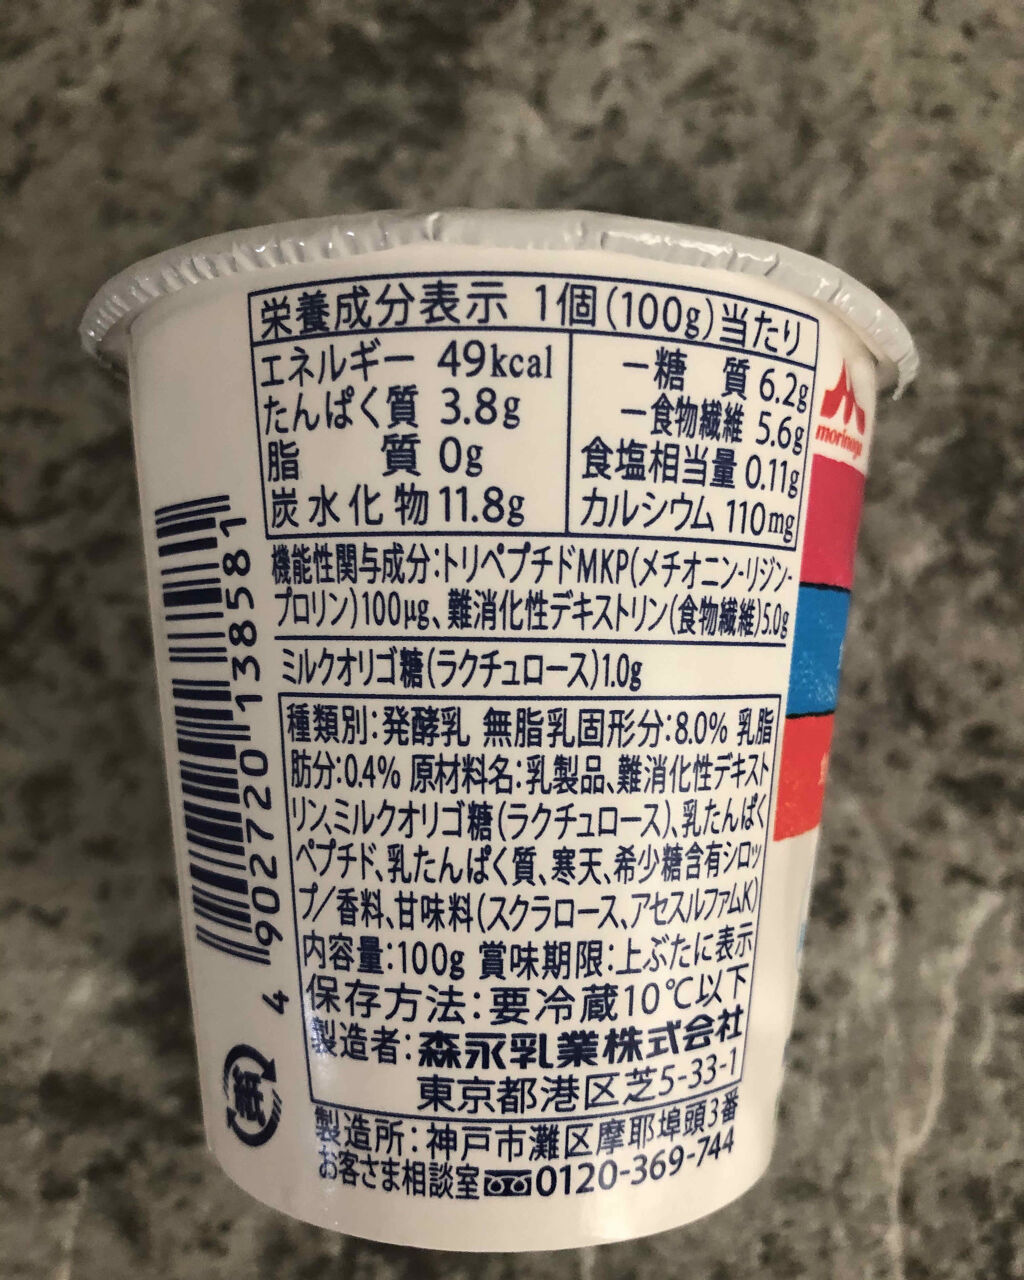 栄養成分表示 1個(100g)当たり
エネルギー 49kcal
たんぱく質 3.8g
脂 質 0g
炭水化物 11.8g
ー糖 質 6.2g
ー食物繊維 5.6g
食塩相当量 0.11g
カルシウム 110mg
morinaga
機能性関与成分:トリペプチドMKP(メチオニン-リジン-
プロリン)100μg、難消化性デキストリン(食物繊維)5.0g
ミルクオリゴ糖(ラクチュロース)1.0g
種類別:発酵乳 無脂乳固形分:8.0% 乳脂
肪分:0.4% 原材料名:乳製品、難消化性デキスト
リン、ミルクオリゴ糖(ラクチュロース)、乳たんぱく
ペプチド、乳たんぱく質、寒天、希少糖含有シロッ
プ/香料、甘味料(スクラロース、アセスルファムK)
内容量:100g 賞味期限:上ぶたに表示
保存方法:要冷蔵10℃以下
製造者:森永乳業株式会社
東京都港区芝5-33-1
製造所:神戸市灘区摩耶埠頭3番
お客さま相談室 0120-369-744
4 902720 138581
紙